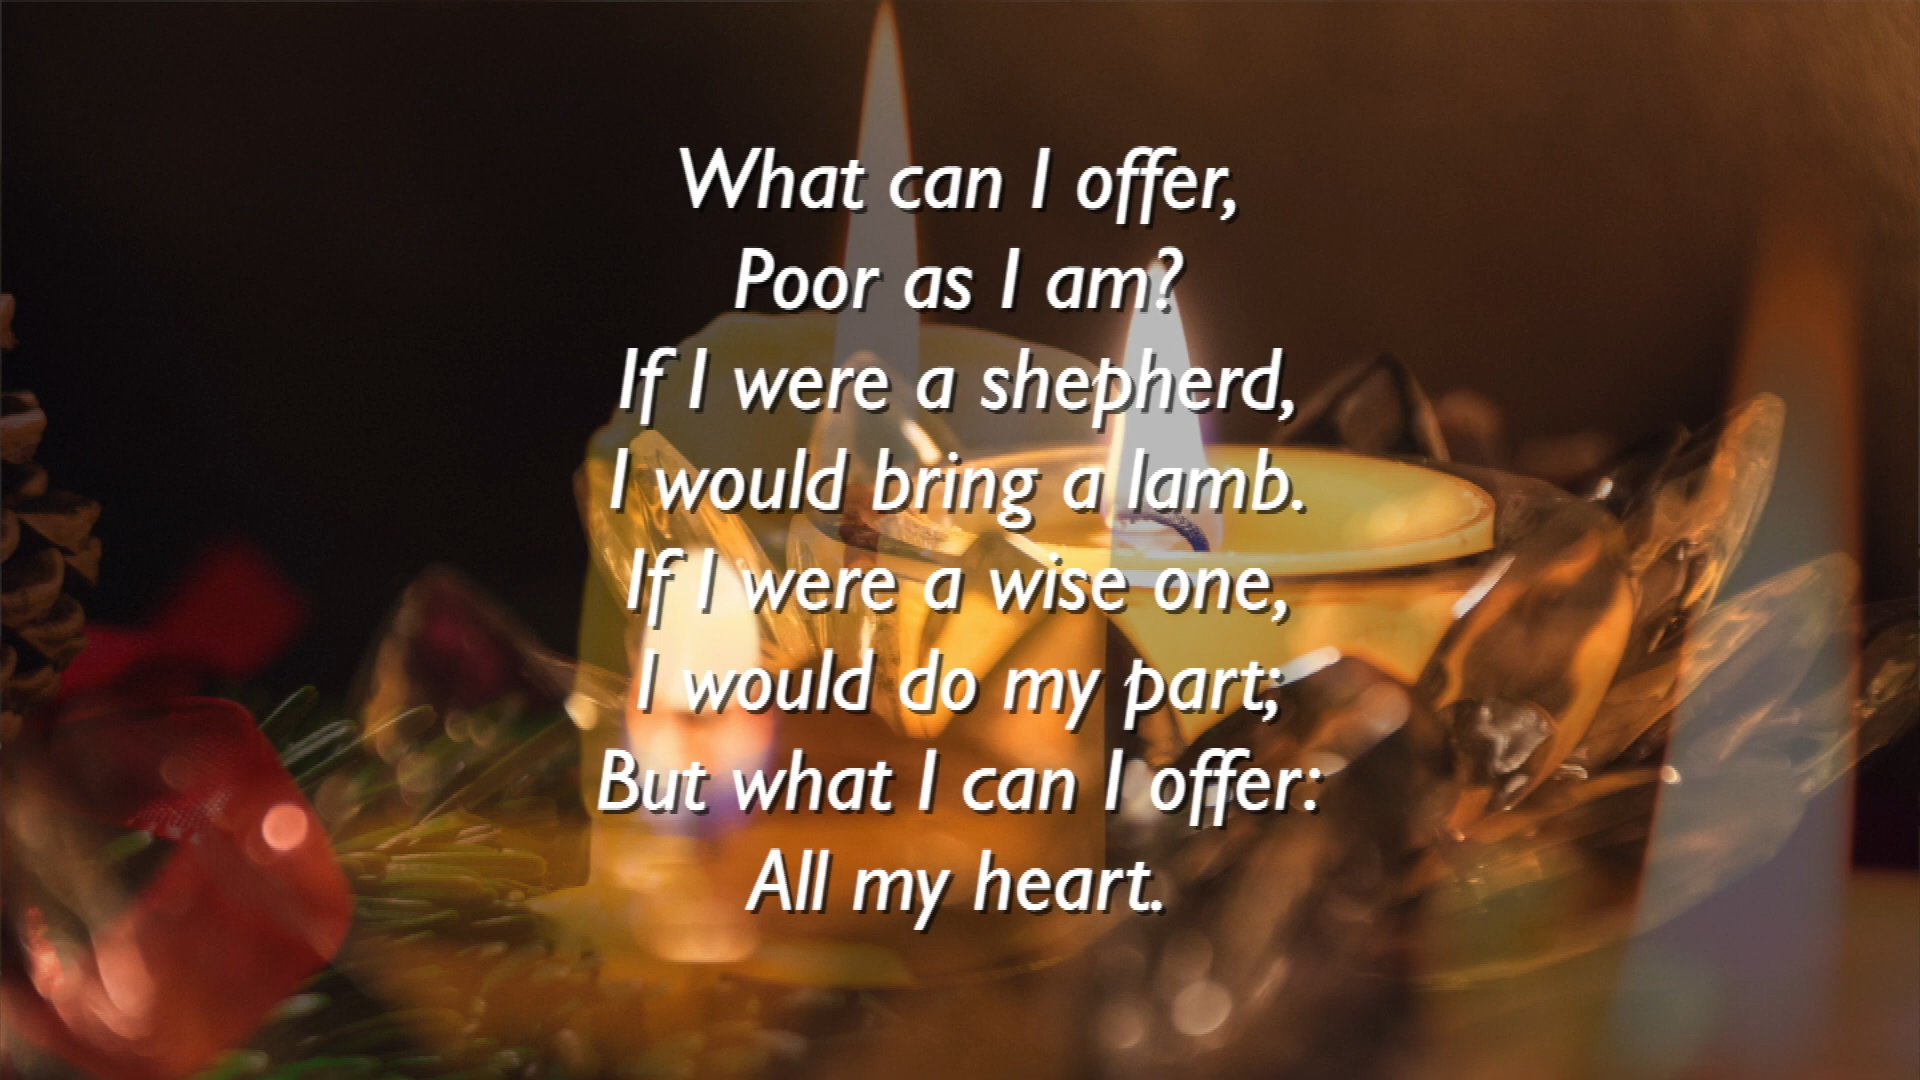 What can I offer,
Poor as I am?
If I were a shepherd,
I would bring a lamb.
If I were a wise one,
I would do my part;
But what I can I offer:
All my heart.